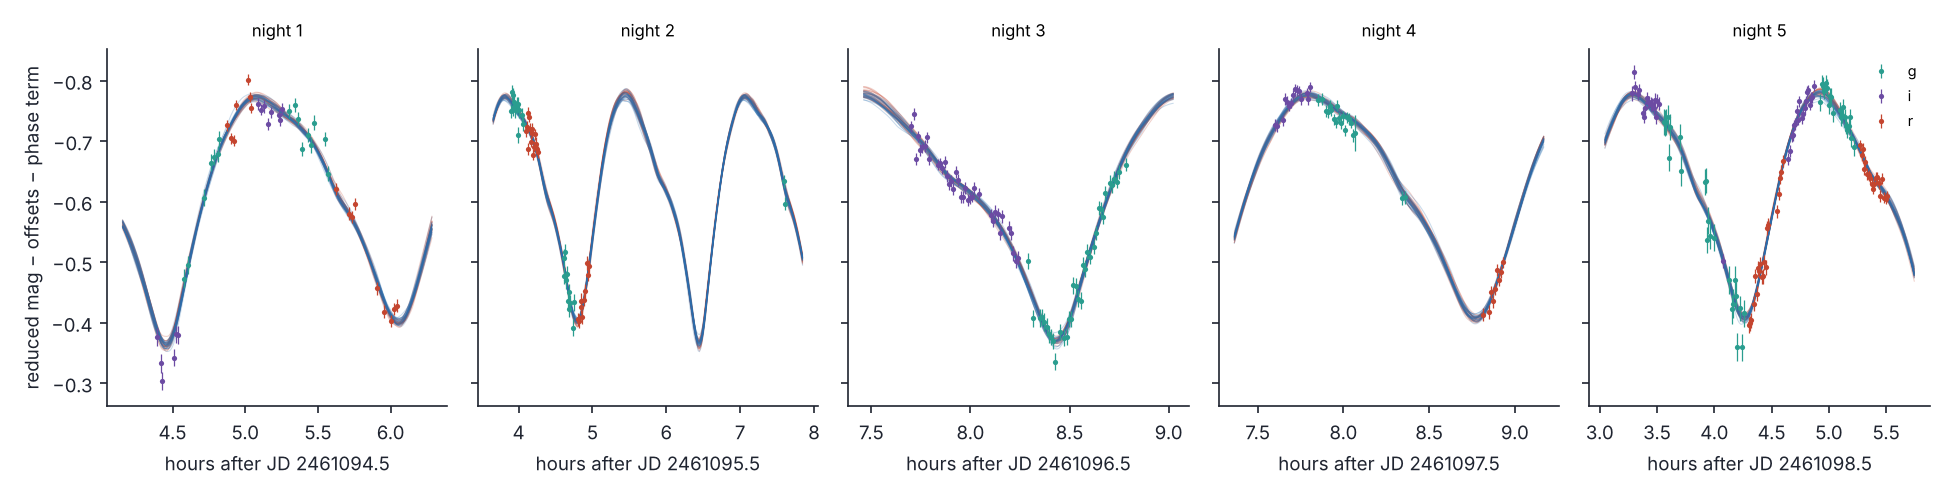 night 1
night 2
night 3
night 4
night 5
reduced mag − offsets − phase term
−0.8
−0.7
−0.6
−0.5
−0.4
−0.3
g
i
r
4.5 5.0 5.5 6.0
4 5 6 7 8
7.5 8.0 8.5 9.0
7.5 8.0 8.5 9.0
3.0 3.5 4.0 4.5 5.0 5.5
hours after JD 2461094.5
hours after JD 2461095.5
hours after JD 2461096.5
hours after JD 2461097.5
hours after JD 2461098.5